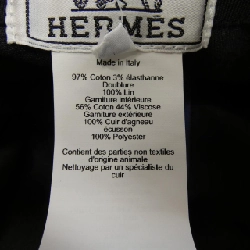 HERMÈS
Made in Italy
97% Coton 3% élasthanne
Doublure
100% Lin
Garniture intérieure
56% Coton 44% Viscose
Garniture extérieure
100% Cuir d'agneau
écusson
100% Polyester
Contient des parties non textiles
d'origine animale
Nettoyage par un spécialiste du
cuir